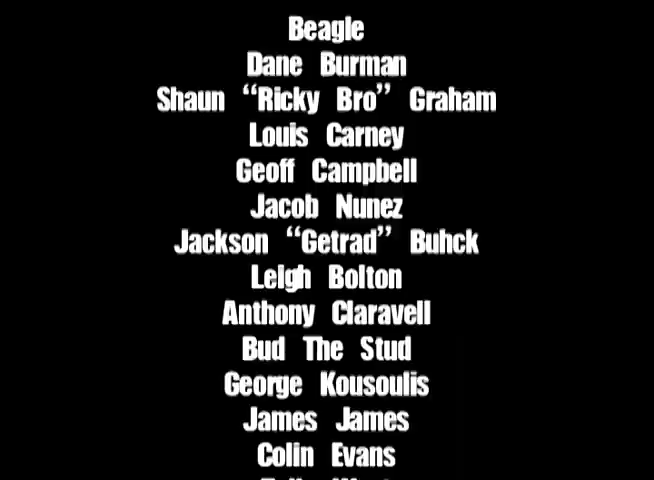 Beagle
Dane Burman
Shaun “Ricky Bro” Graham
Louis Carney
Geoff Campbell
Jacob Nunez
Jackson “Getrad” Buhck
Leigh Bolton
Anthony Claravell
Bud The Stud
George Kousoulis
James James
Colin Evans